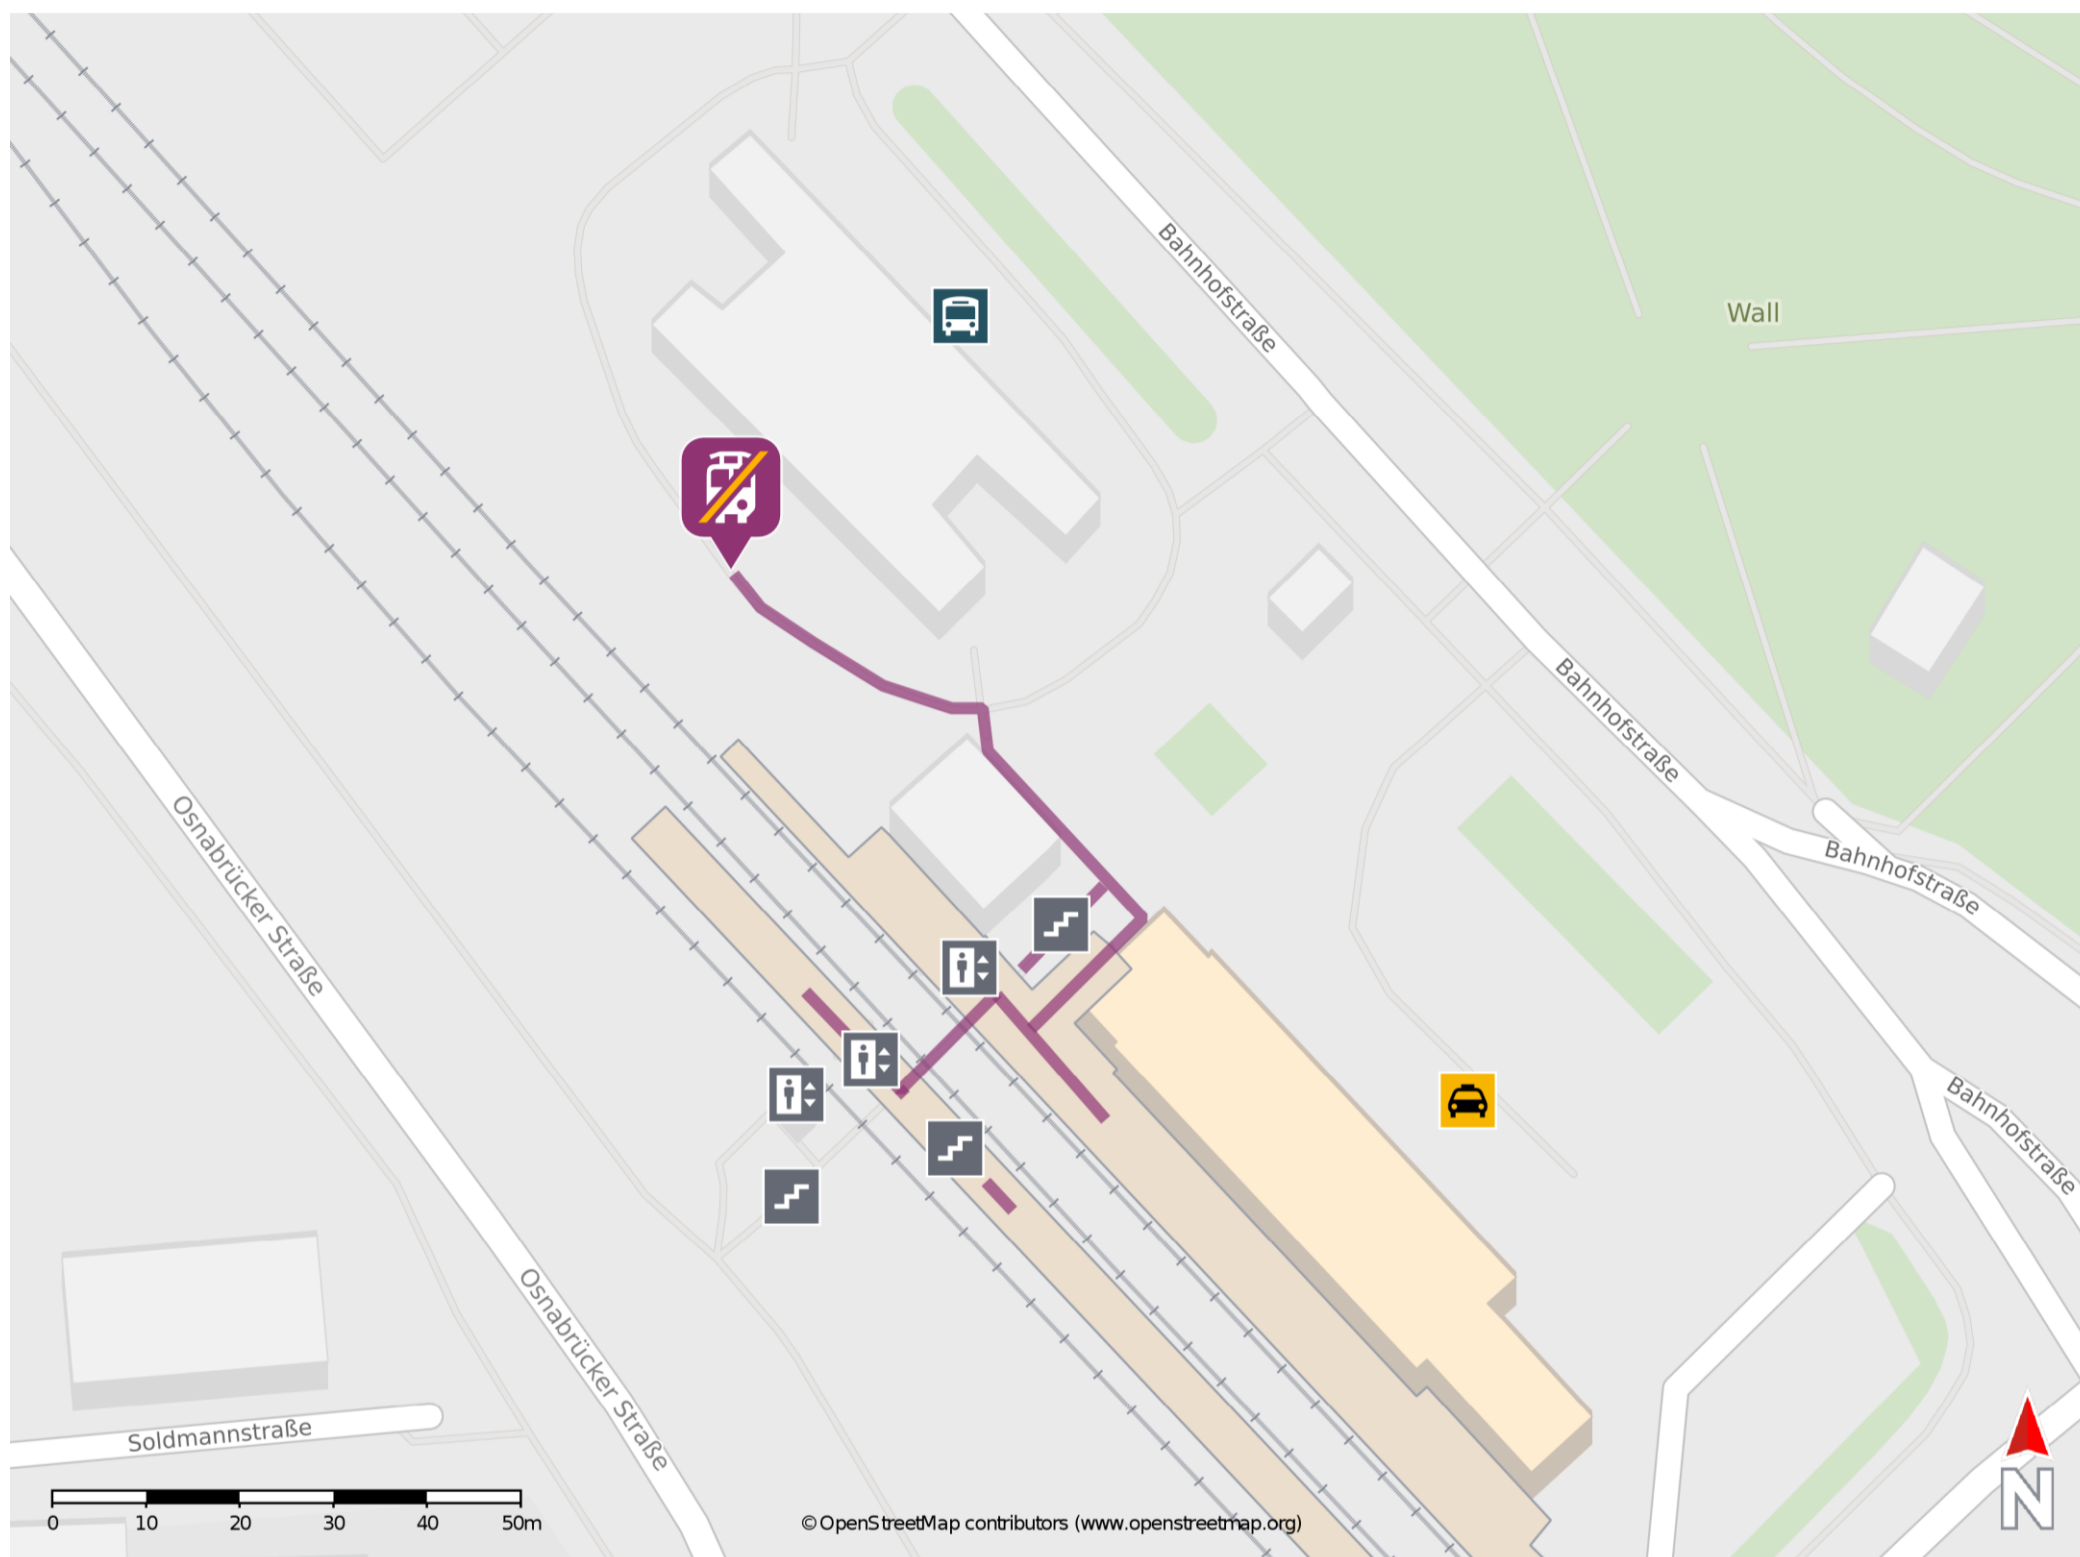 Bahnhofstraße
Wall
Bahnhofstraße
Bahnhofstraße
Osnabrücker Straße
Bahnhofstraße
Osnabrücker Straße
Soldmannstraße
0 10 20 30 40 50m
©OpenStreetMap contributors (www.openstreetmap.org)
N